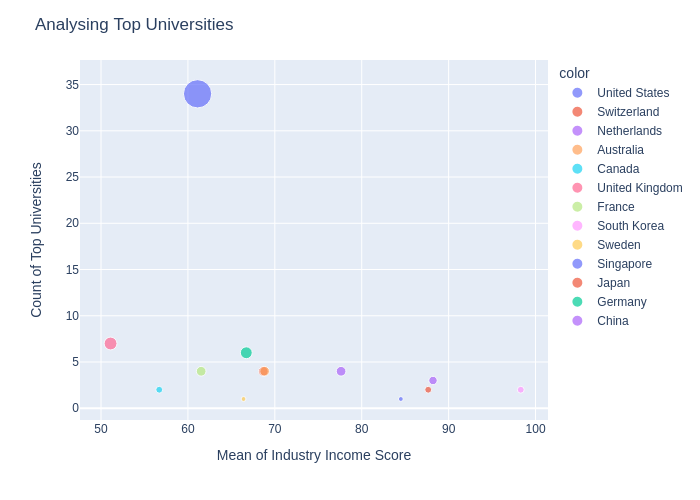 Analysing Top Universities
color
United States
Switzerland
Netherlands
Australia
Canada
United Kingdom
France
South Korea
Sweden
Singapore
Japan
Germany
China
Count of Top Universities
35
30
25
20
15
10
5
0
50 60 70 80 90 100
Mean of Industry Income Score